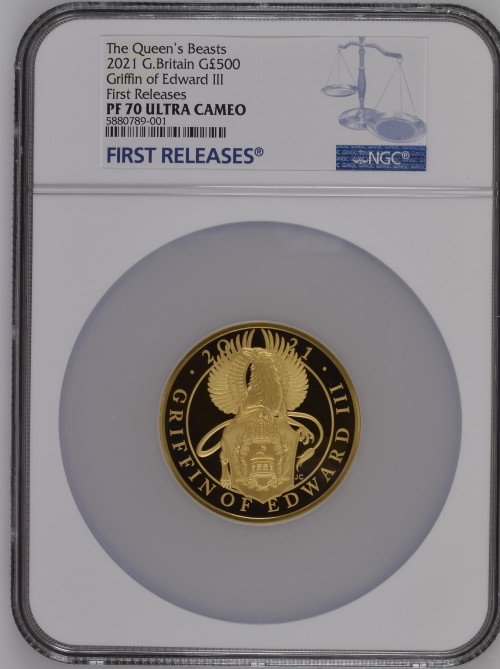 The Queen's Beasts
2021 G.Britain G£500
Griffin of Edward III
First Releases
PF 70 ULTRA CAMEO
5880789-001
FIRST RELEASES®
NGC®
· 2021 ·
GRIFFIN OF EDWARD III
JC